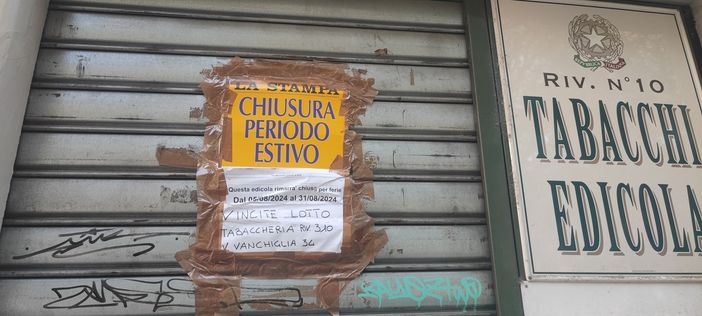 LA STAMPA
CHIUSURA
PERIODO
ESTIVO
Questa edicola rimarra' chiusa per ferie
Dal 05/08/2024 al 31/08/2024
VINCITE LOTTO
TABACCHERIA RIV. 310
V VANCHIGLIA 34
RIV. N° 10
TABACCHI
EDICOLA